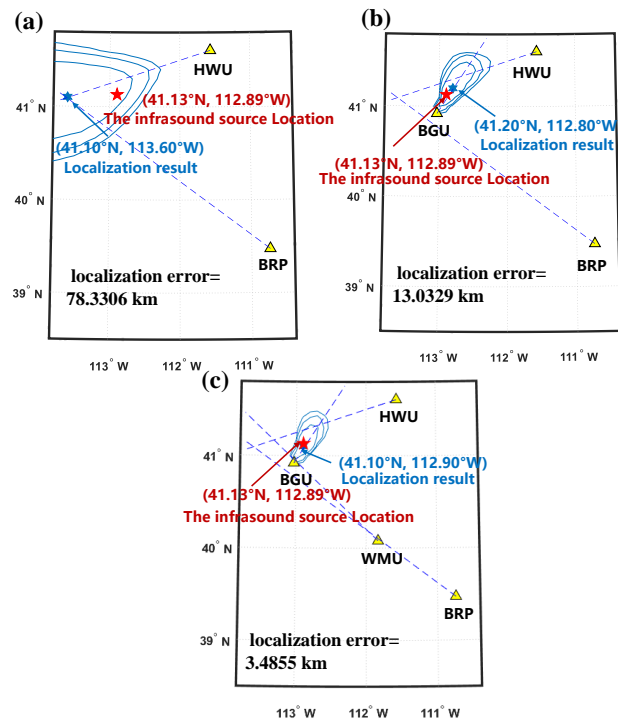 (a)
HWU
41° N
(41.13°N, 112.89°W)
The infrasound source Location
(41.10°N, 113.60°W)
Localization result
40° N
BRP
localization error=
78.3306 km
39° N
113° W
112° W
111° W
(b)
HWU
41° N
(41.20°N, 112.80°W)
Localization result
BGU
(41.13°N, 112.89°W)
The infrasound source Location
40° N
BRP
localization error=
13.0329 km
39° N
113° W
112° W
111° W
(c)
HWU
41° N
(41.10°N, 112.90°W)
Localization result
BGU
(41.13°N, 112.89°W)
The infrasound source Location
40° N
WMU
BRP
39° N
localization error=
3.4855 km
113° W
112° W
111° W